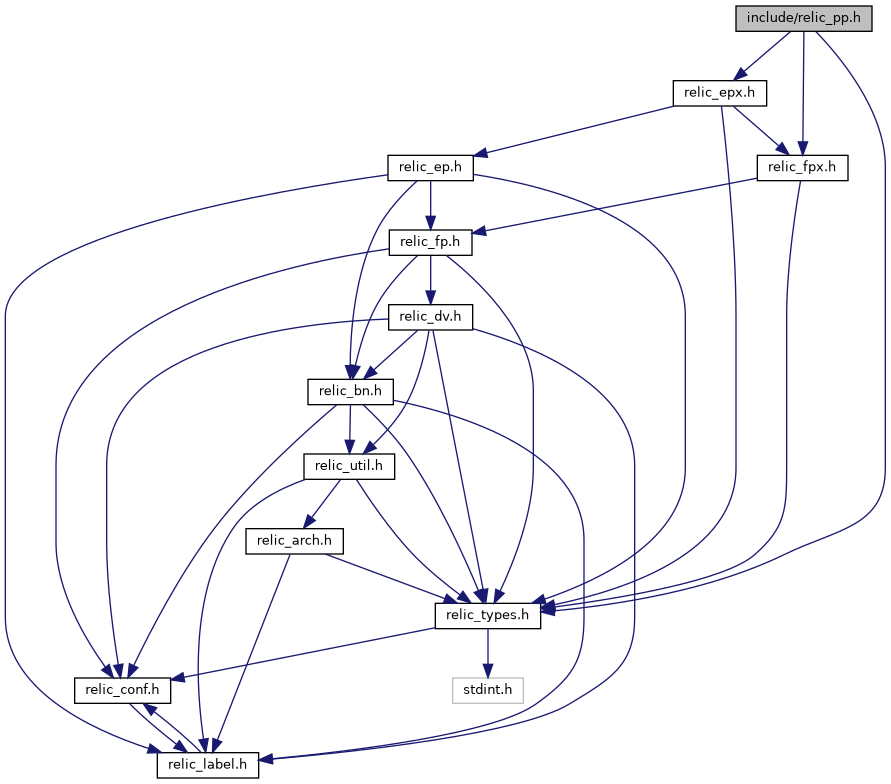 include/relic_pp.h
relic_epx.h
relic_ep.h
relic_fpx.h
relic_fp.h
relic_dv.h
relic_bn.h
relic_util.h
relic_arch.h
relic_types.h
relic_conf.h
stdint.h
relic_label.h